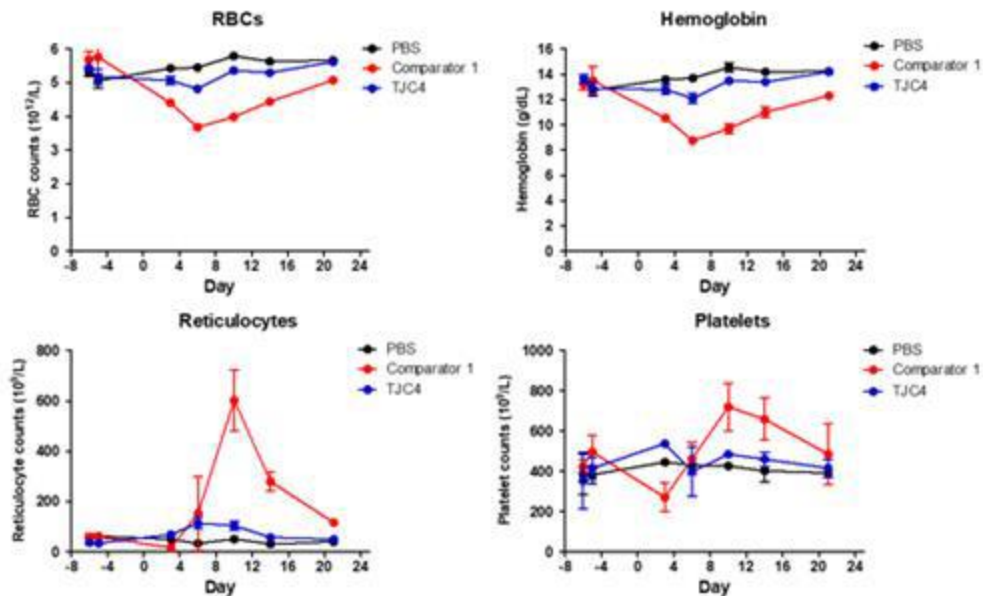 RBCs
PBS
Comparator 1
TJC4
RBC counts (10¹²/L)
6
5
4
3
2
1
0
-8 -4 0 4 8 12 16 20 24
Day
Hemoglobin
PBS
Comparator 1
TJC4
Hemoglobin (g/dL)
16
14
12
10
8
6
4
2
0
-8 -4 0 4 8 12 16 20 24
Day
Reticulocytes
PBS
Comparator 1
TJC4
Reticulocyte counts (10⁹/L)
800
600
400
200
0
-8 -4 0 4 8 12 16 20 24
Day
Platelets
PBS
Comparator 1
TJC4
Platelet counts (10⁹/L)
1000
800
600
400
200
0
-8 -4 0 4 8 12 16 20 24
Day